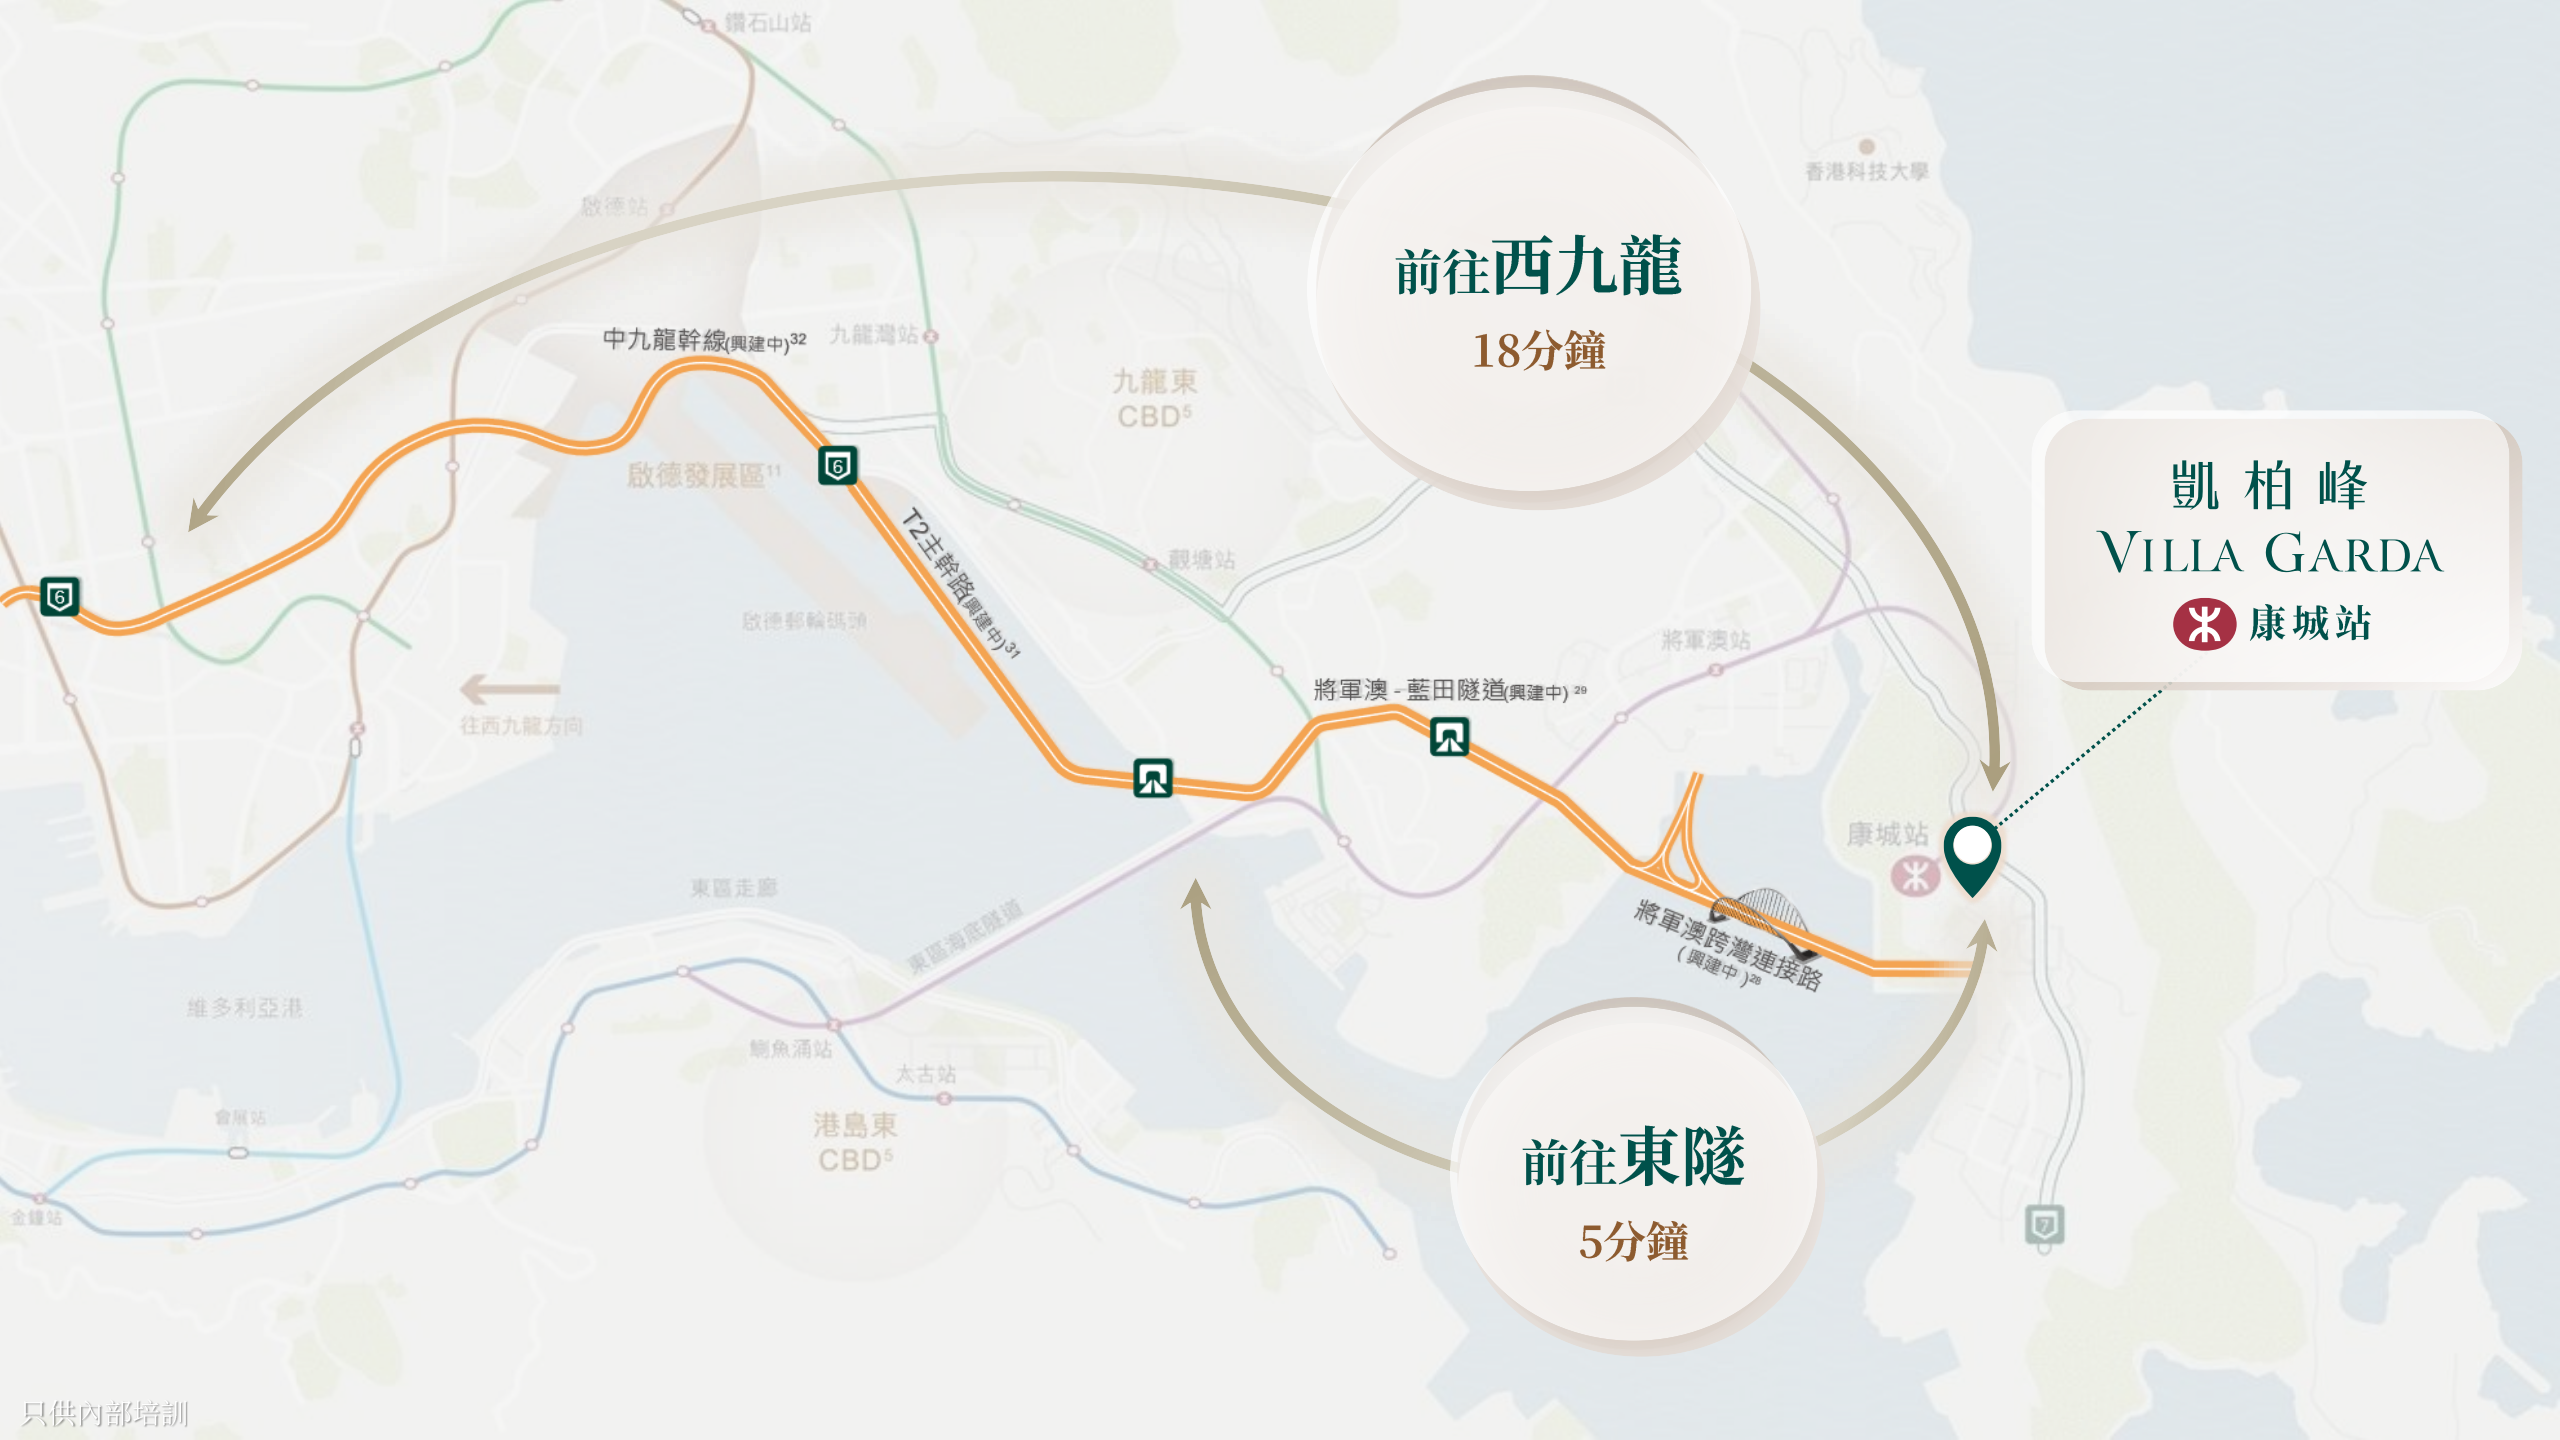 鑽石山站
香港科技大學
啟德站
前往西九龍
18分鐘
中九龍幹線(興建中)32
九龍灣站
九龍東
CBD5
啟德發展區11
6
凱柏峰
VILLA GARDA
康城站
T2主幹路(興建中)31
觀塘站
6
啟德郵輪碼頭
將軍澳站
往西九龍方向
將軍澳 - 藍田隧道(興建中) 29
康城站
東區走廊
東區海底隧道
將軍澳跨灣連接路
(興建中)28
維多利亞港
鰂魚涌站
太古站
會展站
港島東
CBD5
前往東隧
5分鐘
金鐘站
7
只供內部培訓